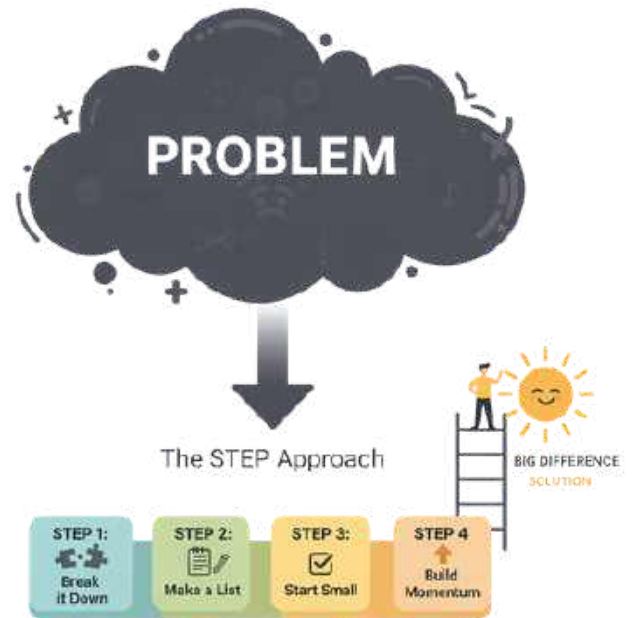 PROBLEM
The STEP Approach
BIG DIFFERENCE
SOLUTION
STEP 1:
Break
it Down
STEP 2:
Make a List
STEP 3:
Start Small
STEP 4
Build
Momentum